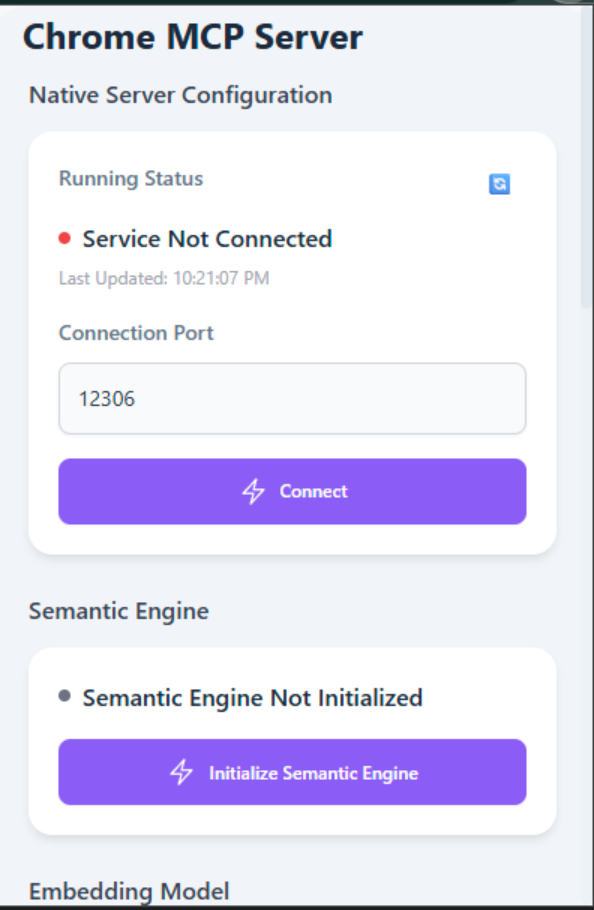 Chrome MCP Server
Native Server Configuration
Running Status
Service Not Connected
Last Updated: 10:21:07 PM
Connection Port
12306
Connect
Semantic Engine
Semantic Engine Not Initialized
Initialize Semantic Engine
Embedding Model